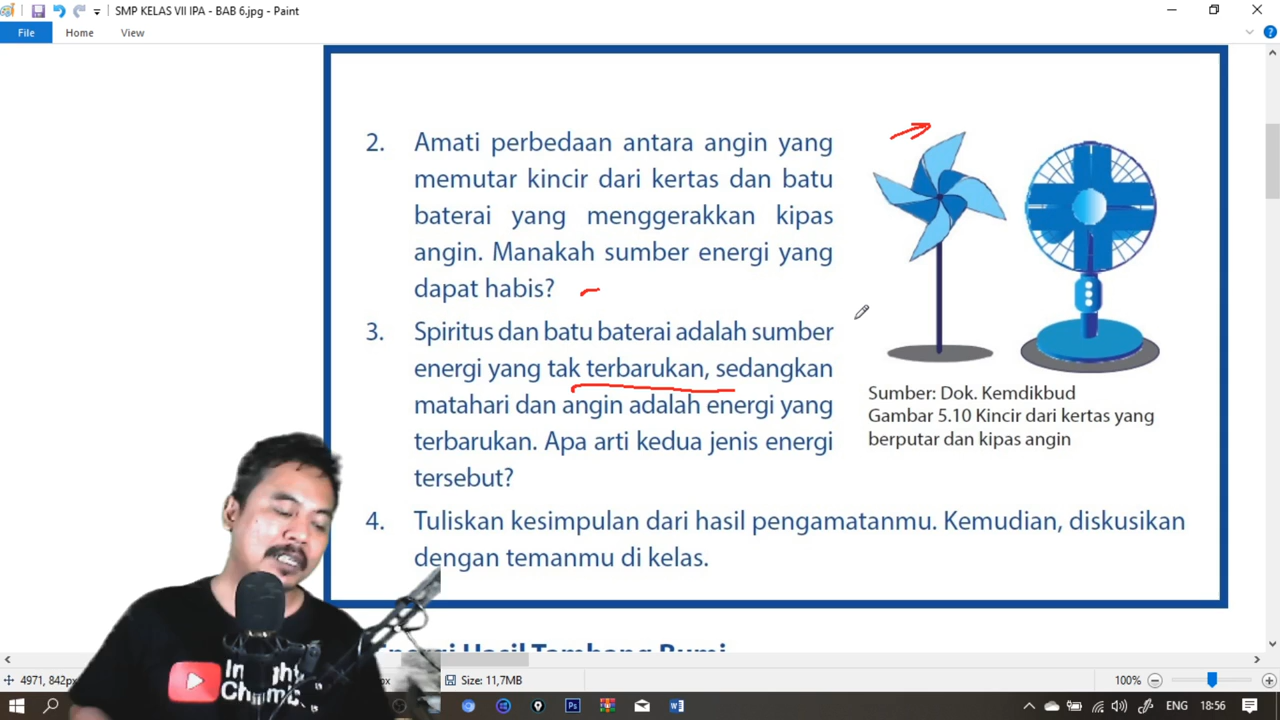 SMP KELAS VII IPA - BAB 6.jpg - Paint
File Home View
2. Amati perbedaan antara angin yang
memutar kincir dari kertas dan batu
baterai yang menggerakkan kipas
angin. Manakah sumber energi yang
dapat habis?
3. Spiritus dan batu baterai adalah sumber
energi yang tak terbarukan, sedangkan
matahari dan angin adalah energi yang
terbarukan. Apa arti kedua jenis energi
tersebut?
Sumber: Dok. Kemdikbud
Gambar 5.10 Kincir dari kertas yang
berputar dan kipas angin
4. Tuliskan kesimpulan dari hasil pengamatanmu. Kemudian, diskusikan
dengan temanmu di kelas.
Hasil Tambang Bumi
4971, 842px
Size: 11,7MB
100%
ENG 18:56